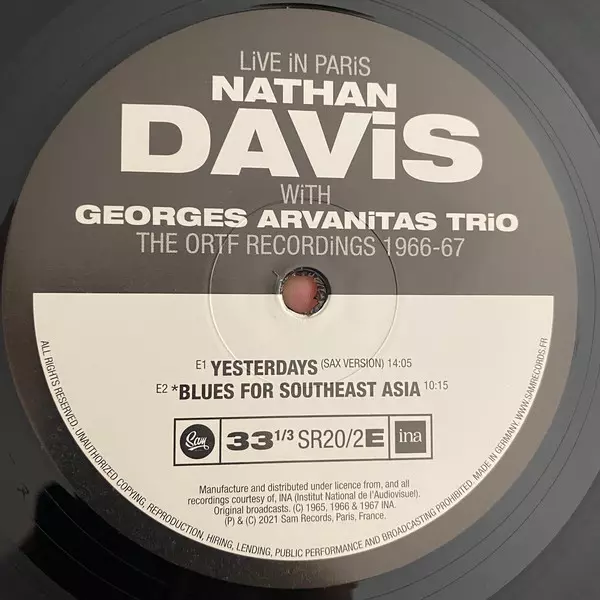 LiVE iN PARiS
NATHAN
DAViS
WiTH
GEORGES ARVANiTAS TRiO
THE ORTF RECORDiNGS 1966-67
E1 YESTERDAYS (SAX VERSION) 14:05
E2 *BLUES FOR SOUTHEAST ASIA 10:15
Sam 33 1/3 SR20/2E ina
Manufacture and distributed under licence from, and all
recordings courtesy of, INA (Institut National de l'Audiovisuel).
Original broadcasts. (C) 1965, 1966 & 1967 INA.
(P) & (C) 2021 Sam Records, Paris, France.
ALL RIGHTS RESERVED, UNAUTHORIZED COPYING, REPRODUCTION, HIRING, LENDING, PUBLIC PERFORMANCE AND BROADCASTING PROHIBITED. MADE IN GERMANY. WWW.SAMRECORDS.FR